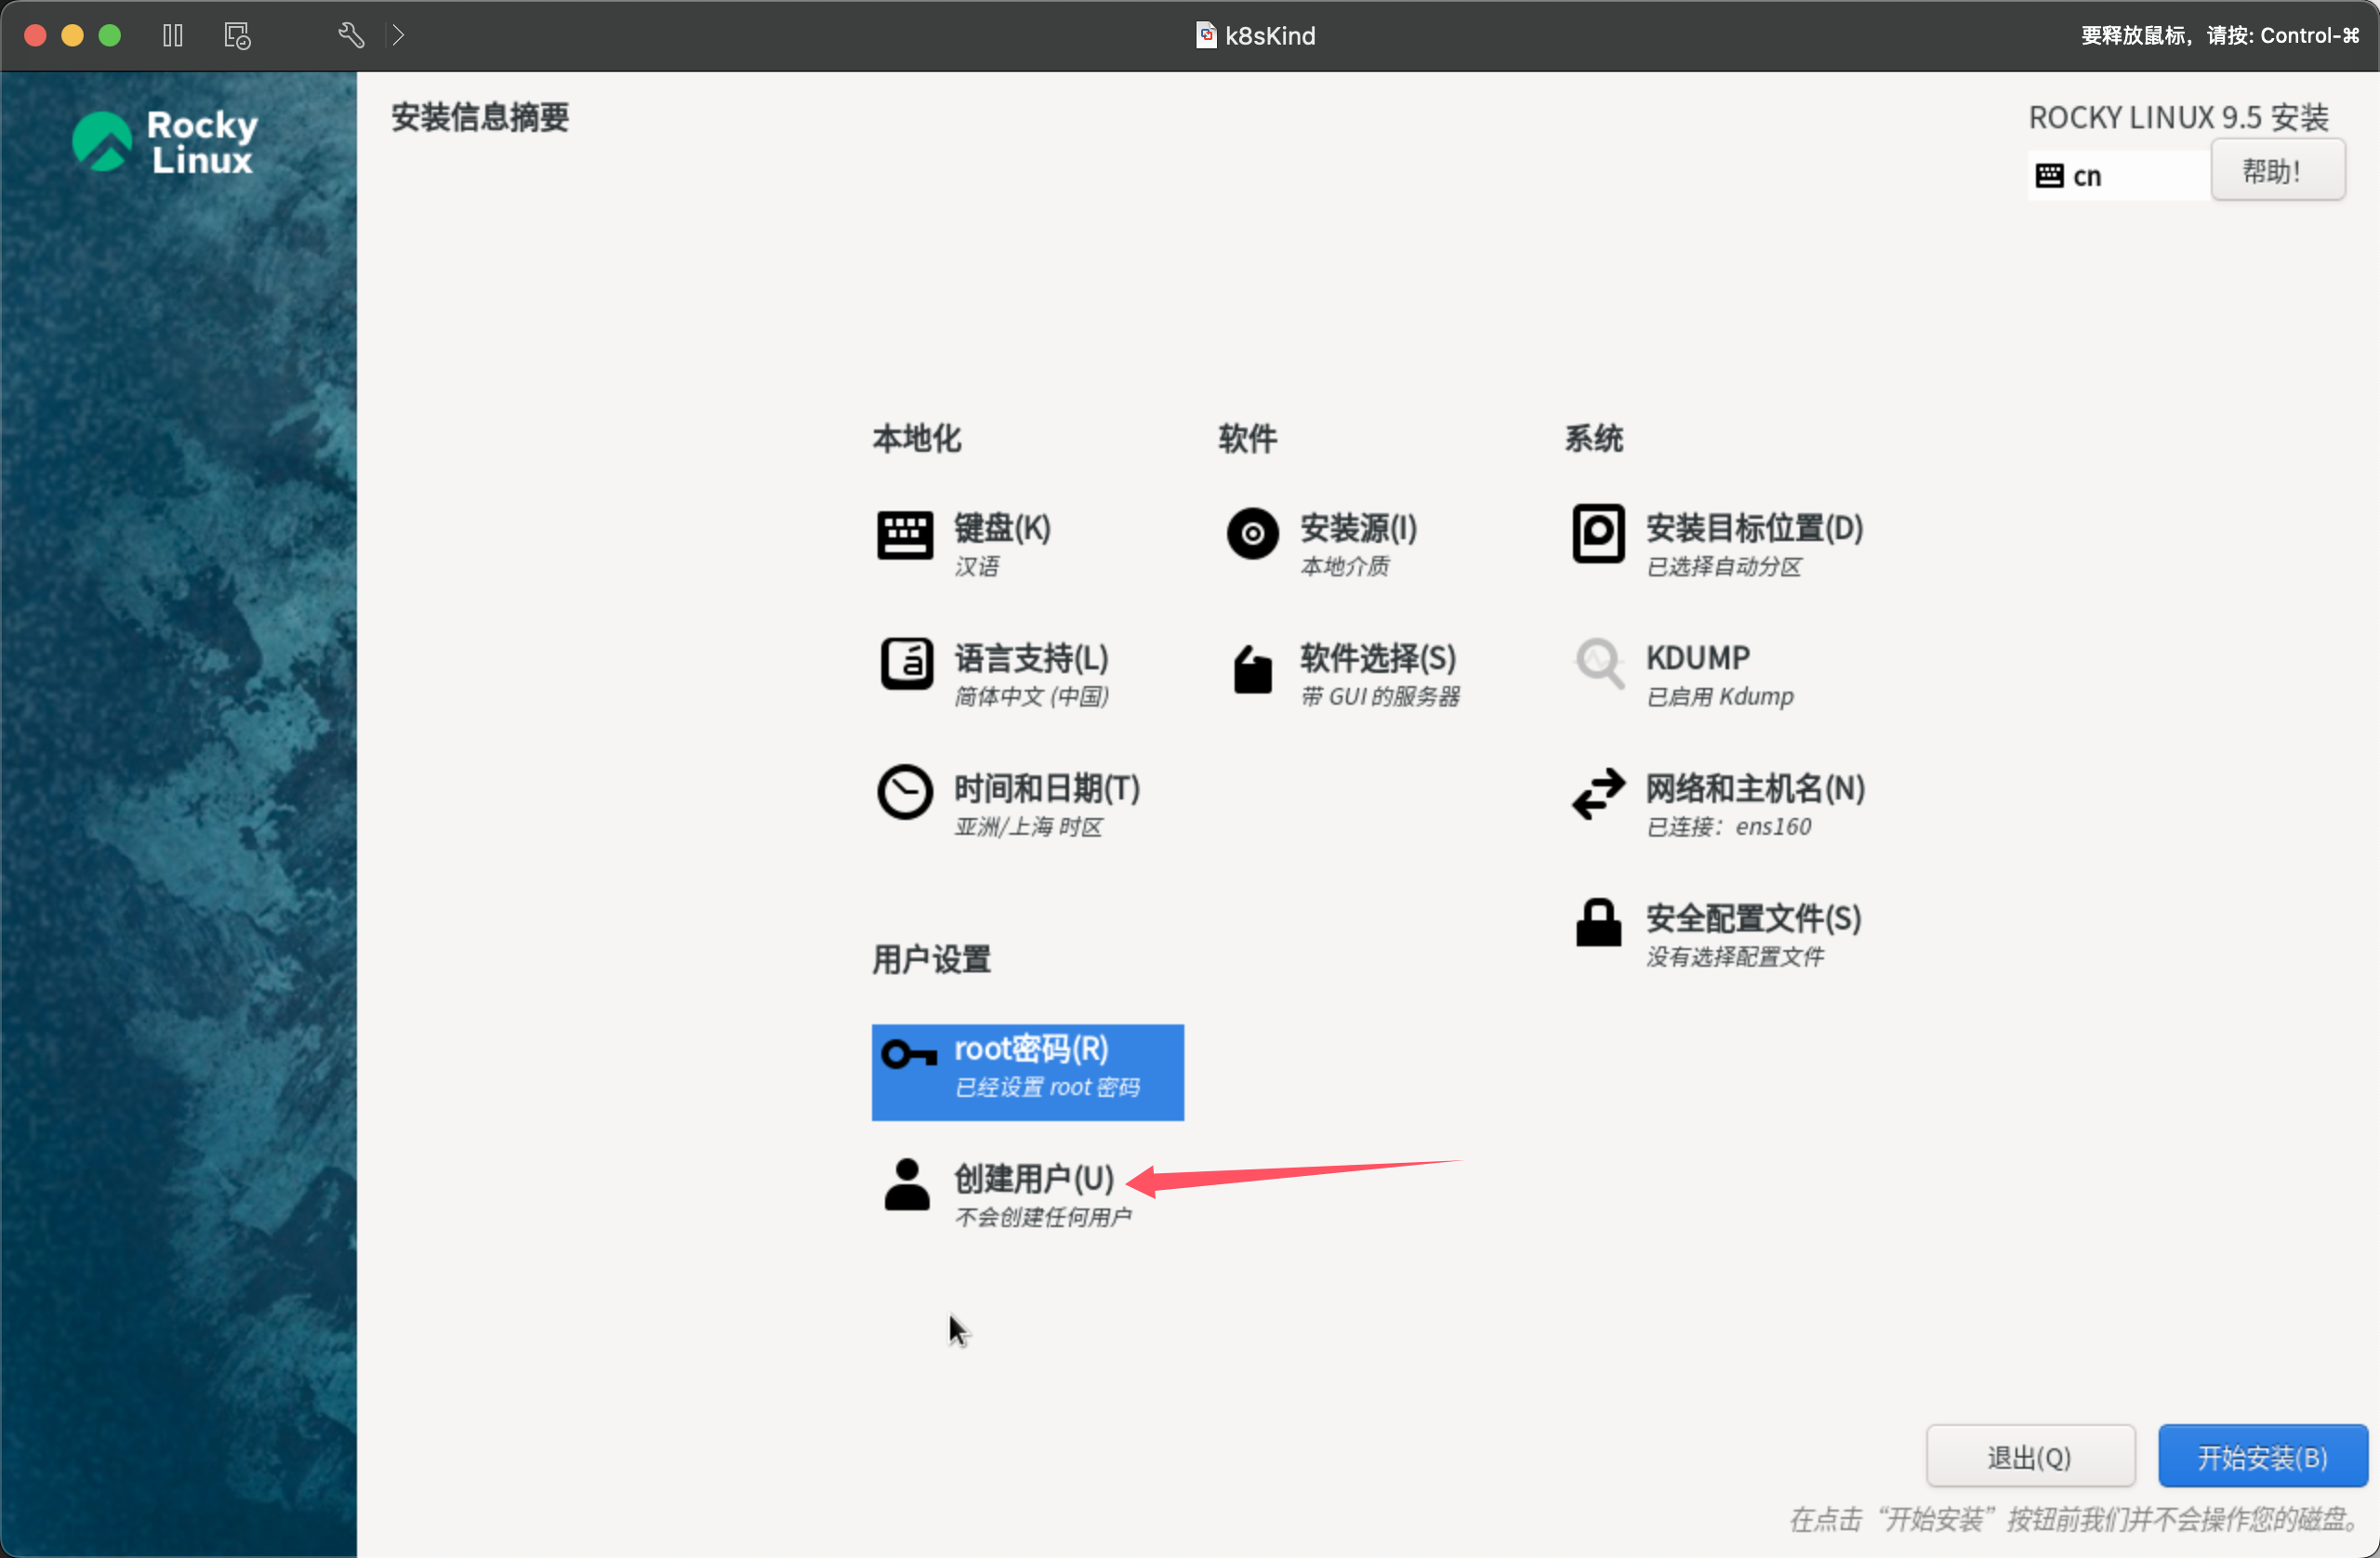 k8sKind
要释放鼠标，请按: Control-⌘
Rocky
Linux
安装信息摘要
ROCKY LINUX 9.5 安装
cn
帮助！
本地化
软件
系统
键盘(K)
汉语
安装源(I)
本地介质
安装目标位置(D)
已选择自动分区
语言支持(L)
简体中文 (中国)
软件选择(S)
带 GUI 的服务器
KDUMP
已启用 Kdump
时间和日期(T)
亚洲/上海 时区
网络和主机名(N)
已连接：ens160
安全配置文件(S)
没有选择配置文件
用户设置
root密码(R)
已经设置 root 密码
创建用户(U)
不会创建任何用户
退出(Q)
开始安装(B)
在点击“开始安装”按钮前我们并不会操作您的磁盘。